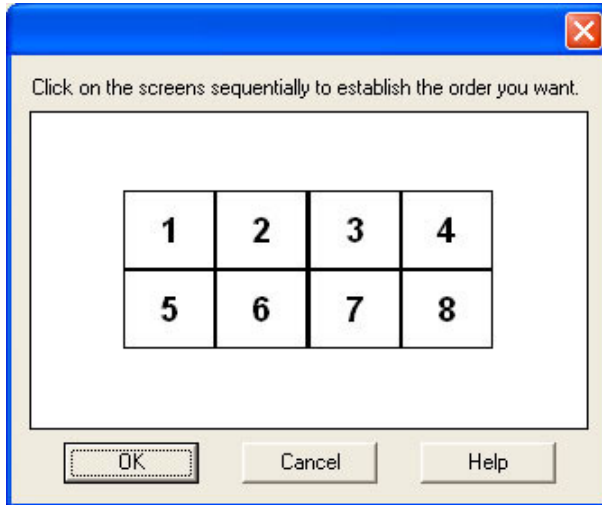 Click on the screens sequentially to establish the order you want.
1 2 3 4
5 6 7 8
OK Cancel Help